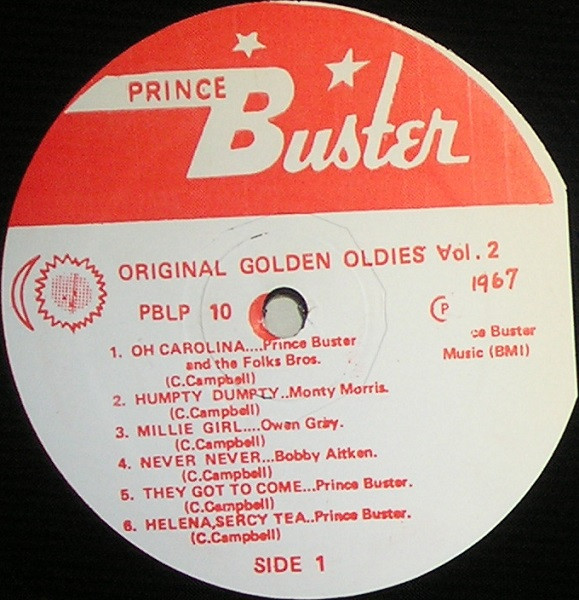 PRINCE
Buster
ORIGINAL GOLDEN OLDIES Vol. 2
1967
PBLP 10
P
ce Buster
Music (BMI)
1. OH CAROLINA....Prince Buster
and the Folks Bros.
(C.Campbell)
2. HUMPTY DUMPTY..Monty Morris.
(C.Campbell)
3. MILLIE GIRL....Owen Gray.
(C.Campbell)
4. NEVER NEVER...Bobby Aitken.
(C.Campbell)
5. THEY GOT TO COME...Prince Buster.
(C.Campbell)
6. HELENA,SERCY TEA..Prince Buster.
(C.Campbell)
SIDE 1